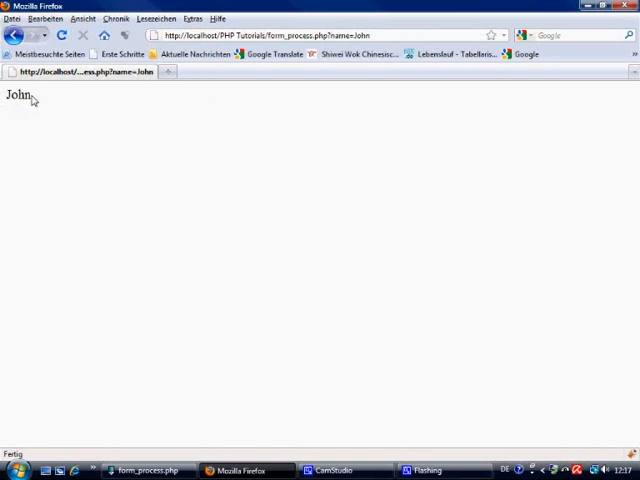 Mozilla Firefox
Datei Bearbeiten Ansicht Chronik Lesezeichen Extras Hilfe
http://localhost/PHP Tutorials/form_process.php?name=John
Google
Meistbesuchte Seiten Erste Schritte Aktuelle Nachrichten Google Translate Shiwei Wok Chinesisc... Lebenslauf - Tabellaris... Google
http://localhost/...ess.php?name=John
John
Fertig
form_process.php Mozilla Firefox CamStudio Flashing DE 12:17